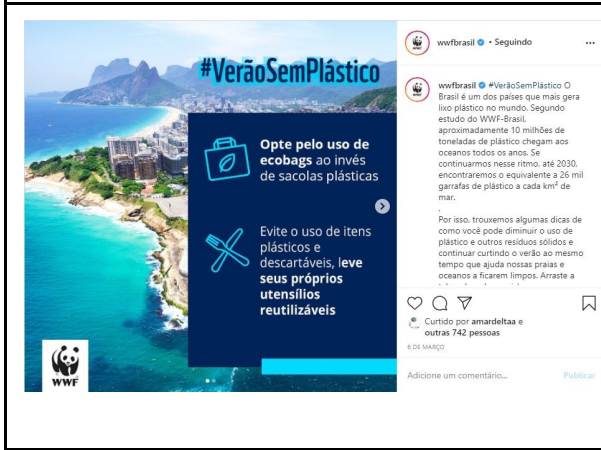 #VerãoSemPlástico
Opte pelo uso de
ecobags ao invés
de sacolas plásticas
Evite o uso de itens
plásticos e
descartáveis, leve
seus próprios
utensílios
reutilizáveis
WWF
wwfbrasil • Seguindo
wwfbrasil #VerãoSemPlástico O
Brasil é um dos países que mais gera
lixo plástico no mundo. Segundo
estudo do WWF-Brasil,
aproximadamente 10 milhões de
toneladas de plástico chegam aos
oceanos todos os anos. Se
continuarmos nesse ritmo, até 2030,
encontraremos o equivalente a 26 mil
garrafas de plástico a cada km² de
mar.
.
Por isso, trouxemos algumas dicas de
como você pode diminuir o uso de
plástico e outros resíduos sólidos e
continuar curtindo o verão ao mesmo
tempo que ajuda nossas praias e
oceanos a ficarem limpos. Arraste a
Curtido por amardeltaa e
outras 742 pessoas
6 DE MARÇO
Adicione um comentário... Publicar